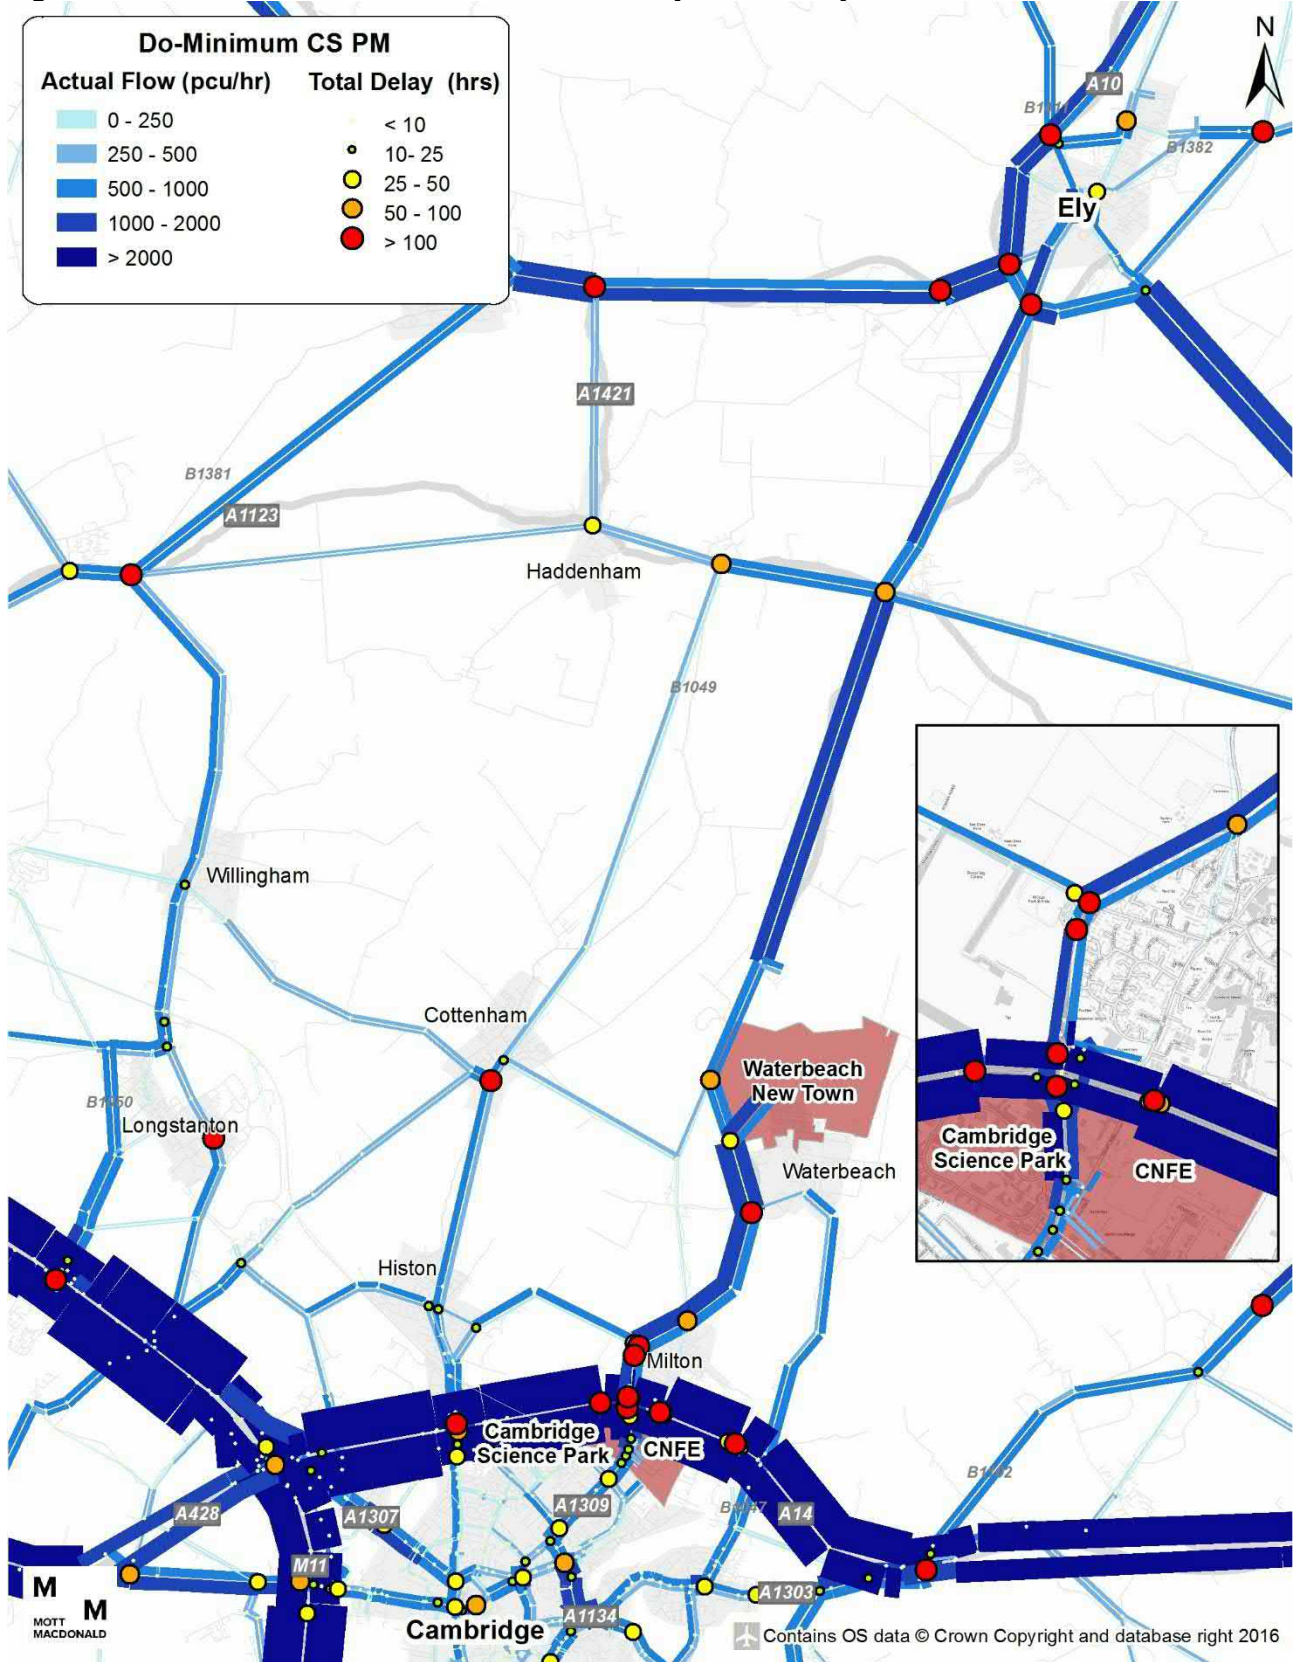 Do-Minimum CS PM
Actual Flow (pcu/hr)
0 - 250
250 - 500
500 - 1000
1000 - 2000
> 2000
Total Delay (hrs)
< 10
10- 25
25 - 50
50 - 100
> 100
N
A10
B1382
Ely
A1421
B1381
A1123
Haddenham
B1049
Willingham
Cottenham
Waterbeach
New Town
Longstanton
Waterbeach
Cambridge
Science Park
CNFE
Histon
Milton
Cambridge
Science Park
CNFE
A428
A1307
A1309
A14
M11
A1303
A1134
Cambridge
M
M
MOTT
MACDONALD
Contains OS data © Crown Copyright and database right 2016